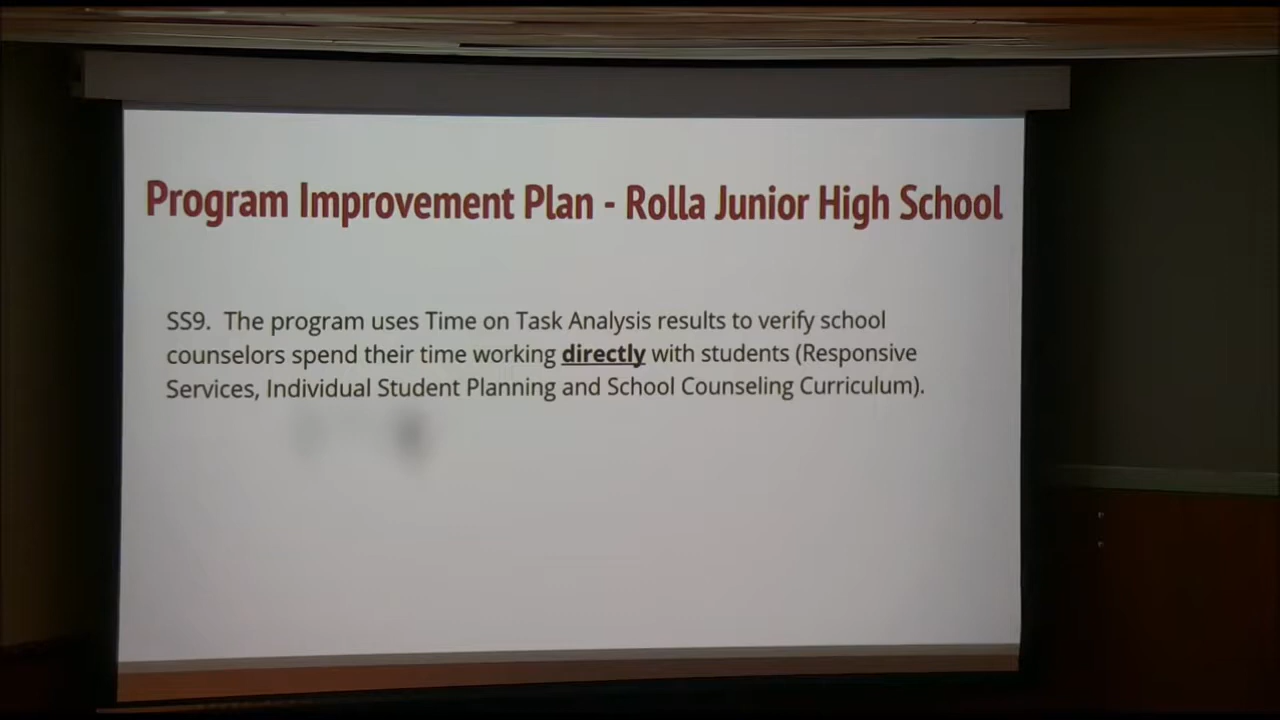 Program Improvement Plan - Rolla Junior High School
SS9. The program uses Time on Task Analysis results to verify school
counselors spend their time working directly with students (Responsive
Services, Individual Student Planning and School Counseling Curriculum).